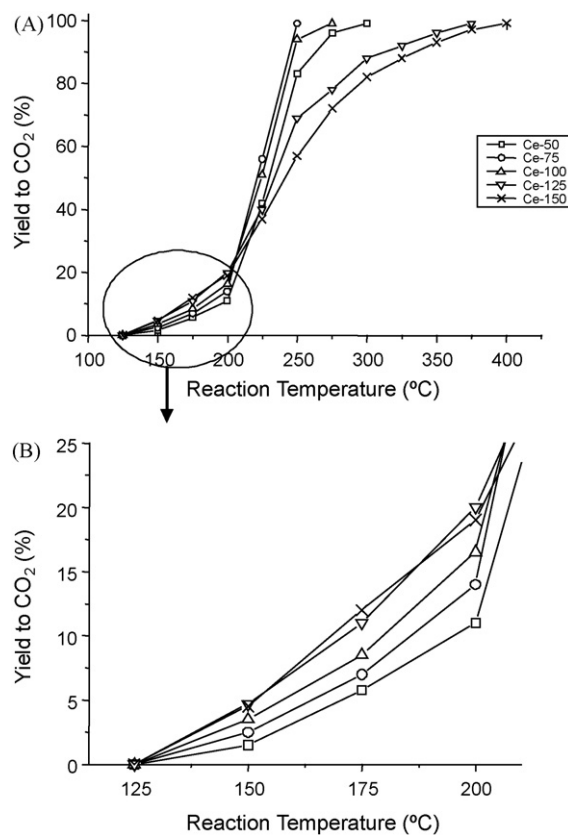 (A)
100
80
60
40
20
0
Yield to CO₂ (%)
Ce-50
Ce-75
Ce-100
Ce-125
Ce-150
100 150 200 250 300 350 400
Reaction Temperature (ºC)
(B)
25
20
15
10
5
0
Yield to CO₂ (%)
125 150 175 200
Reaction Temperature (ºC)